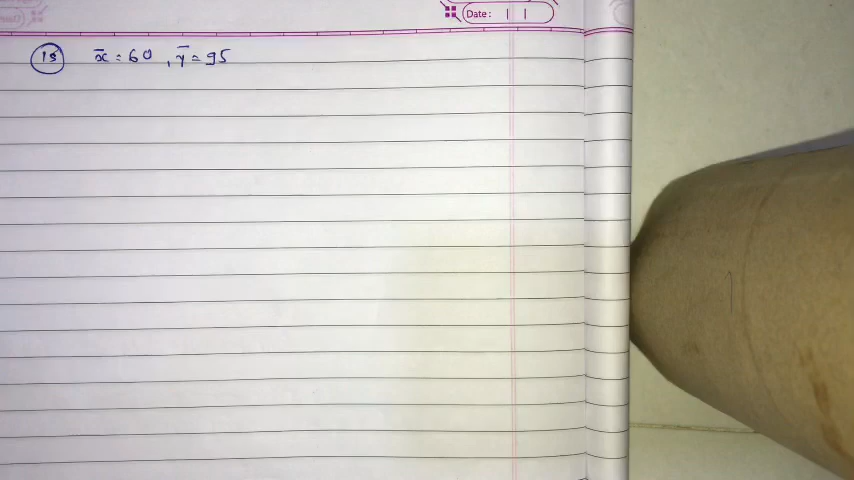 Date: | |
(15) x̄ = 60 , ȳ = 95